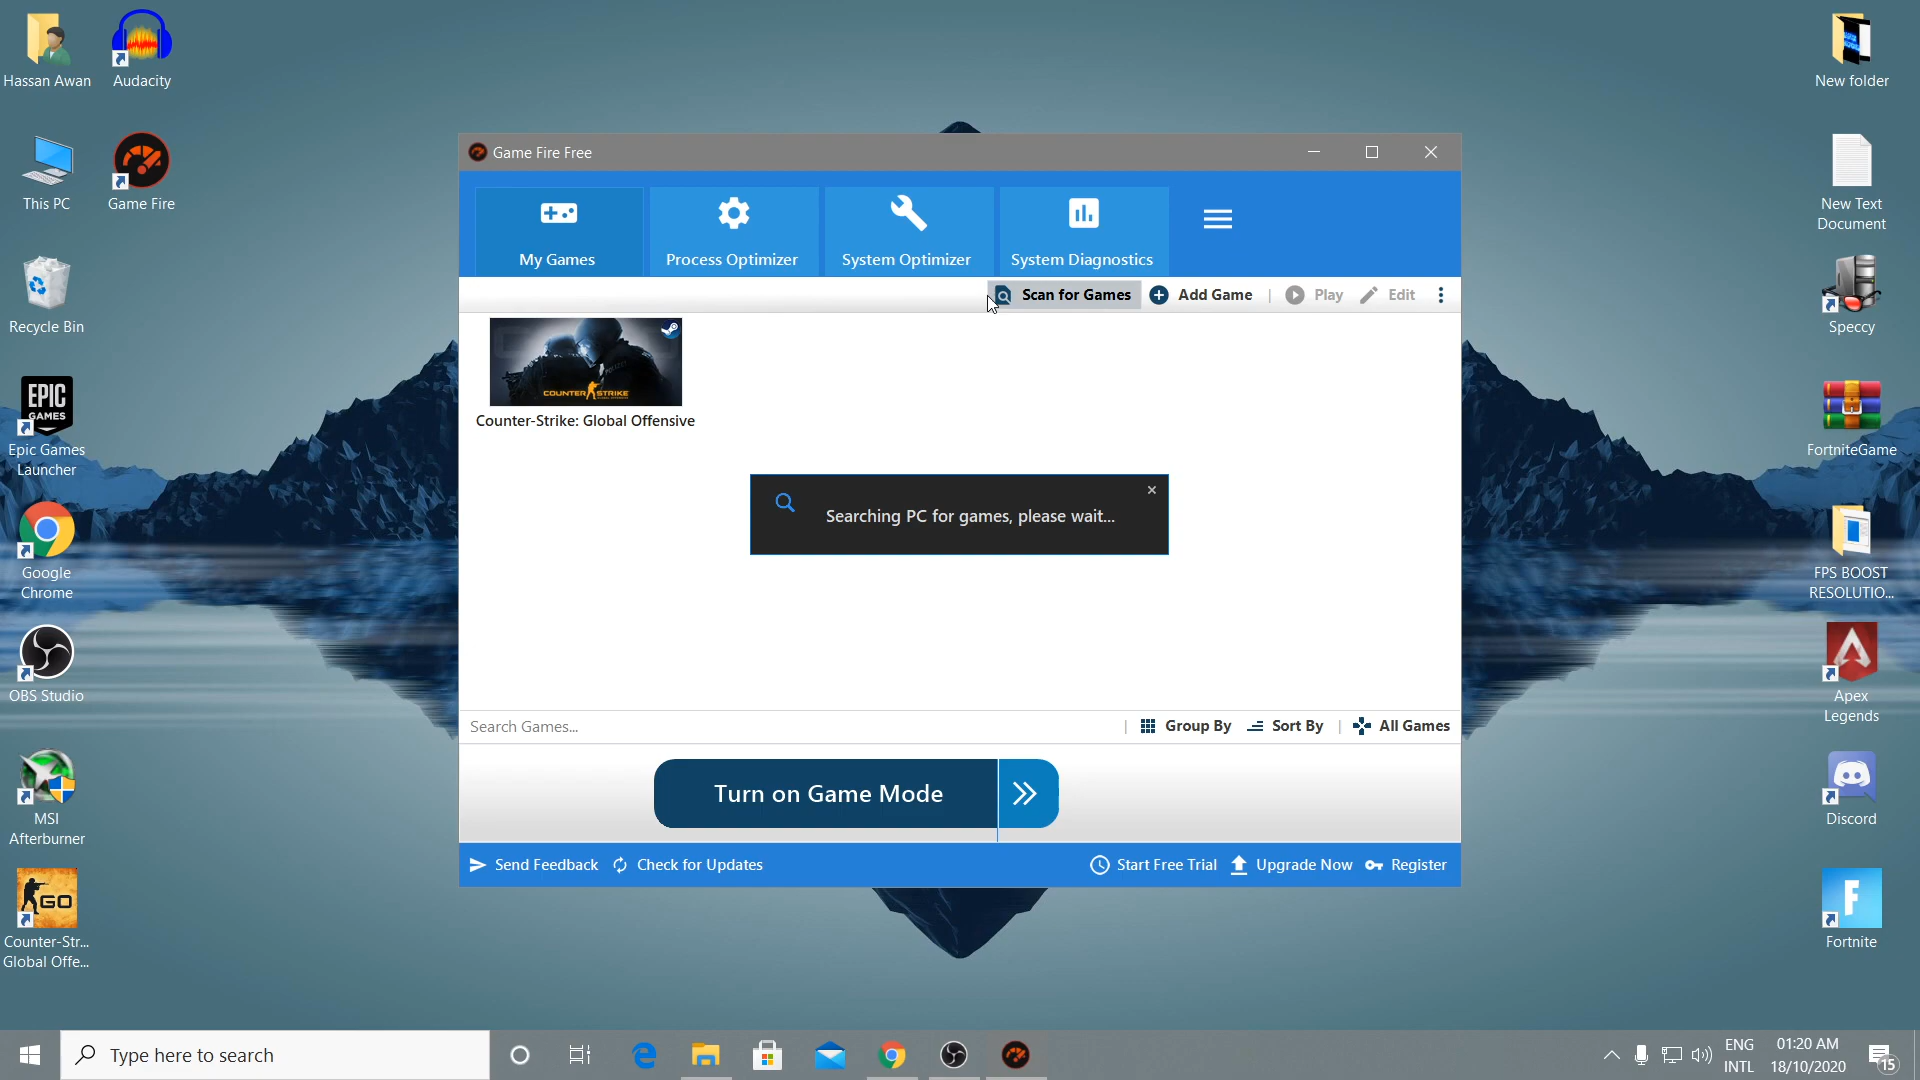 Hassan Awan
Audacity
This PC
Game Fire
Recycle Bin
EPIC
GAMES
Epic Games
Launcher
Google
Chrome
OBS Studio
MSI
Afterburner
GO
Counter-Str...
Global Offe...
Game Fire Free
My Games
Process Optimizer
System Optimizer
System Diagnostics
Scan for Games
Add Game
Play
Edit
COUNTER STRIKE
Counter-Strike: Global Offensive
Searching PC for games, please wait...
Search Games...
Group By
Sort By
All Games
Turn on Game Mode
Send Feedback
Check for Updates
Start Free Trial
Upgrade Now
Register
New folder
New Text
Document
Speccy
FortniteGame
FPS BOOST
RESOLUTIO...
Apex
Legends
Discord
F
Fortnite
Type here to search
ENG
INTL
01:20 AM
18/10/2020
15